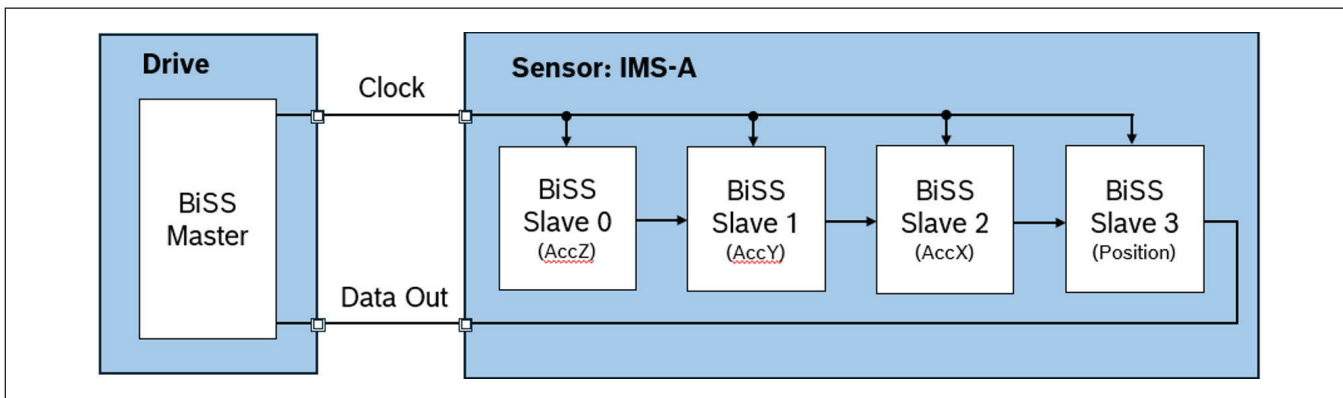 Drive
Sensor: IMS-A
Clock
BiSS
Master
BiSS
Slave 0
(AccZ)
BiSS
Slave 1
(AccY)
BiSS
Slave 2
(AccX)
BiSS
Slave 3
(Position)
Data Out